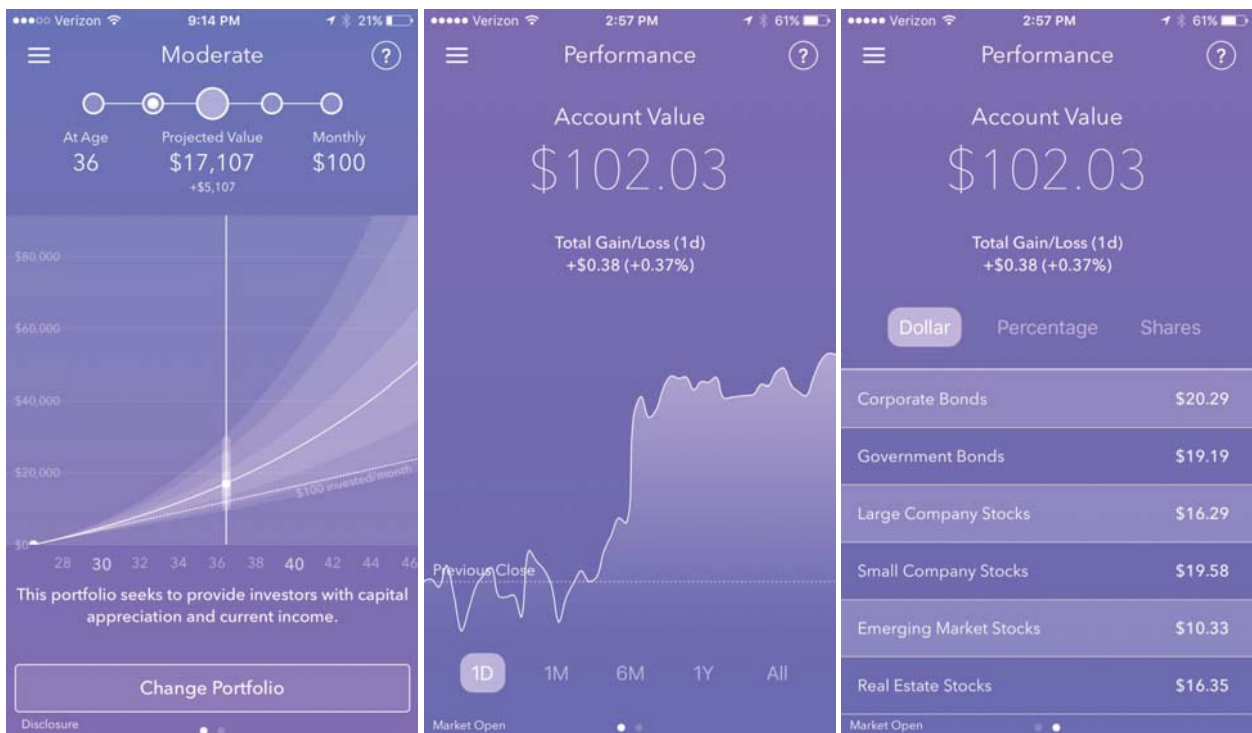 Verizon 9:14 PM 21%
Moderate ?
At Age Projected Value Monthly
36 $17,107 $100
+$5,107
$80,000
$60,000
$40,000
$20,000
$100 invested/month
$0
28 30 32 34 36 38 40 42 44 46
This portfolio seeks to provide investors with capital
appreciation and current income.
Change Portfolio
Disclosure
Verizon 2:57 PM 61%
Performance ?
Account Value
$102.03
Total Gain/Loss (1d)
+$0.38 (+0.37%)
Previous Close
1D 1M 6M 1Y All
Market Open
Verizon 2:57 PM 61%
Performance ?
Account Value
$102.03
Total Gain/Loss (1d)
+$0.38 (+0.37%)
Dollar Percentage Shares
Corporate Bonds $20.29
Government Bonds $19.19
Large Company Stocks $16.29
Small Company Stocks $19.58
Emerging Market Stocks $10.33
Real Estate Stocks $16.35
Market Open